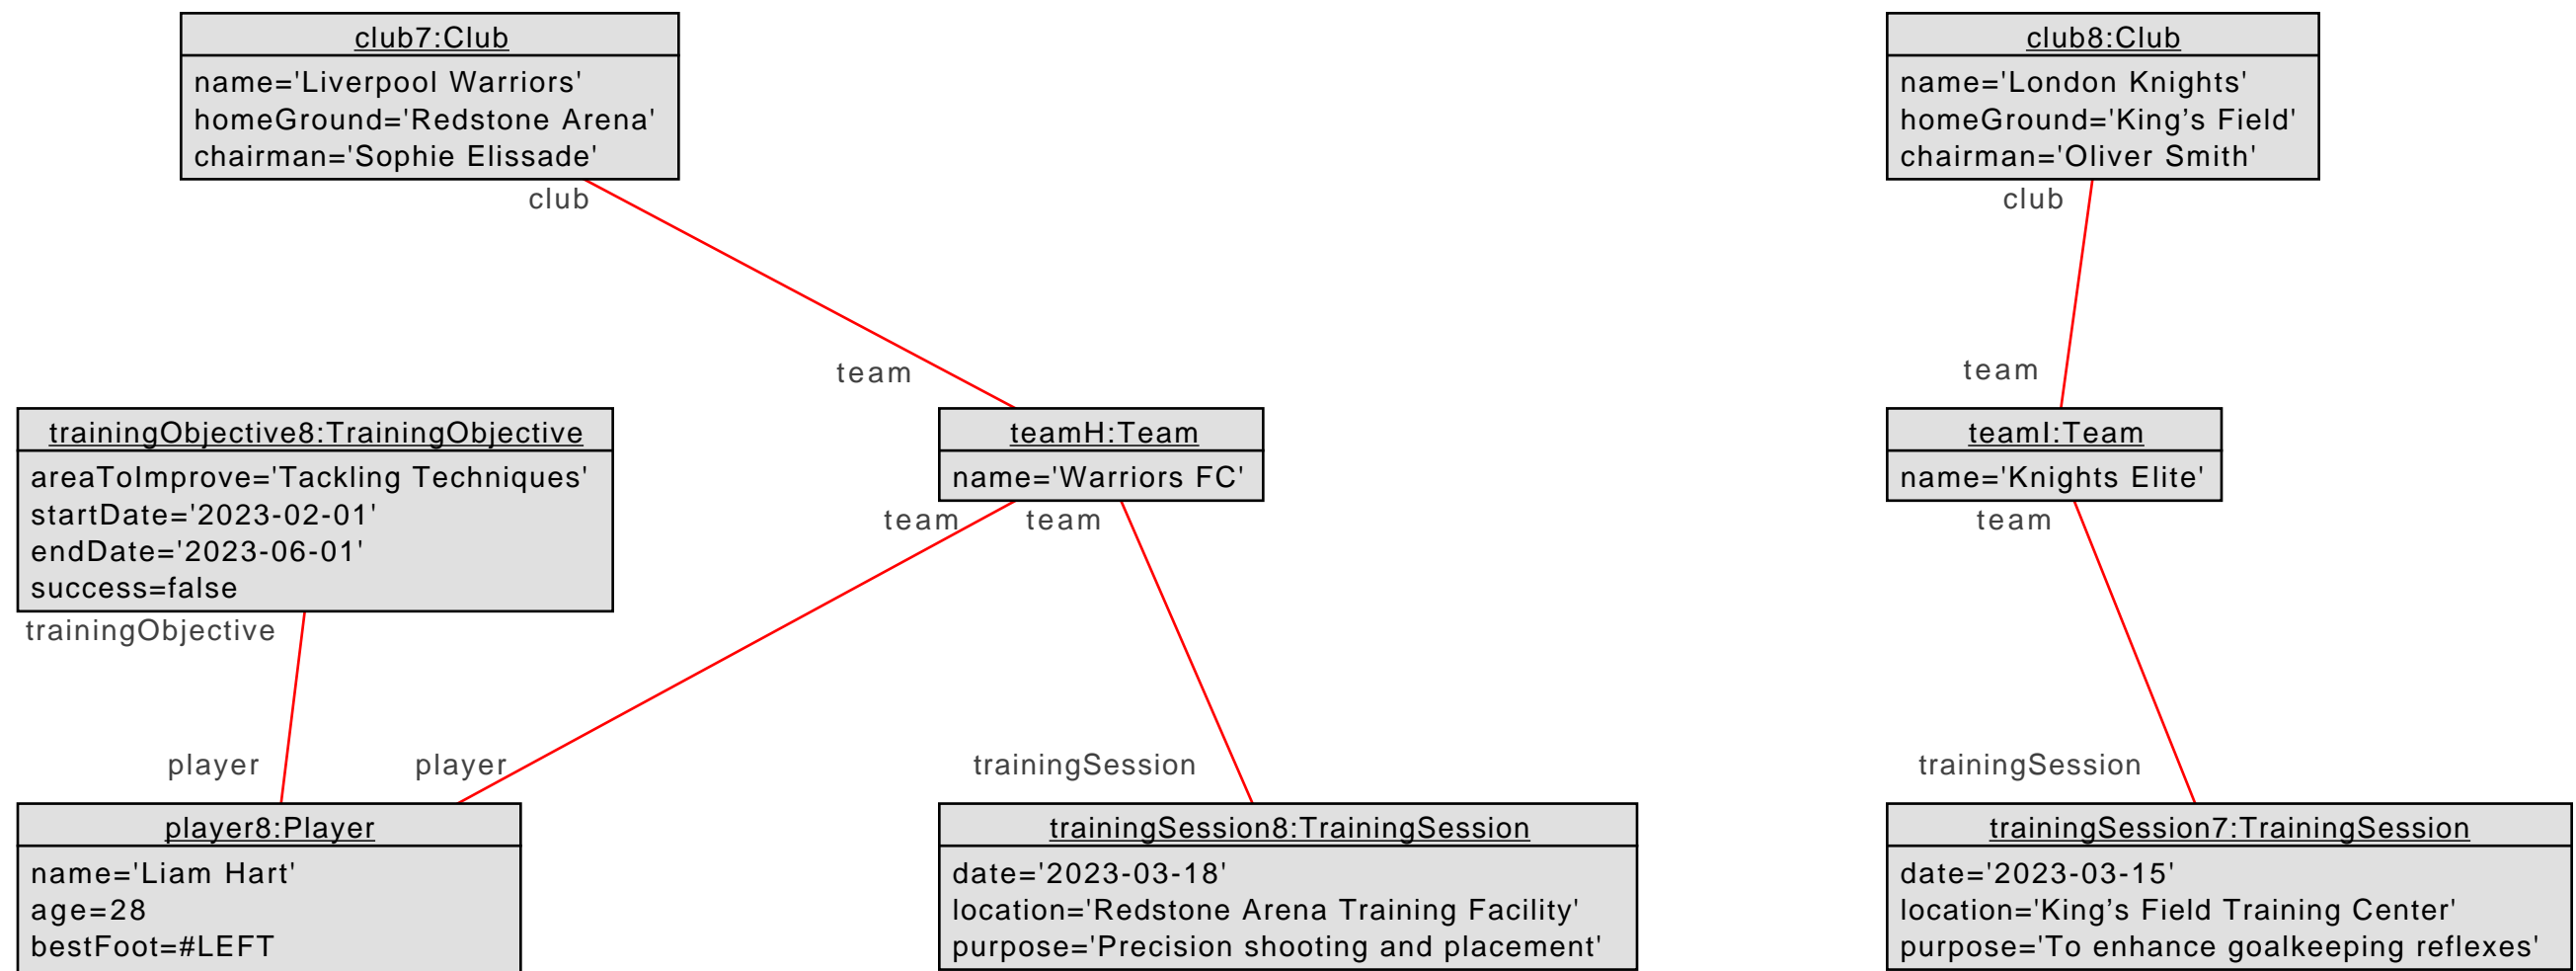 club7:Club
name='Liverpool Warriors'
homeGround='Redstone Arena'
chairman='Sophie Elissade'
club
club8:Club
name='London Knights'
homeGround='King’s Field'
chairman='Oliver Smith'
club
team
team
trainingObjective8:TrainingObjective
areaToImprove='Tackling Techniques'
startDate='2023-02-01'
endDate='2023-06-01'
success=false
trainingObjective
teamH:Team
name='Warriors FC'
team
team
teamI:Team
name='Knights Elite'
team
player
player
trainingSession
trainingSession
player8:Player
name='Liam Hart'
age=28
bestFoot=#LEFT
trainingSession8:TrainingSession
date='2023-03-18'
location='Redstone Arena Training Facility'
purpose='Precision shooting and placement'
trainingSession7:TrainingSession
date='2023-03-15'
location='King’s Field Training Center'
purpose='To enhance goalkeeping reflexes'